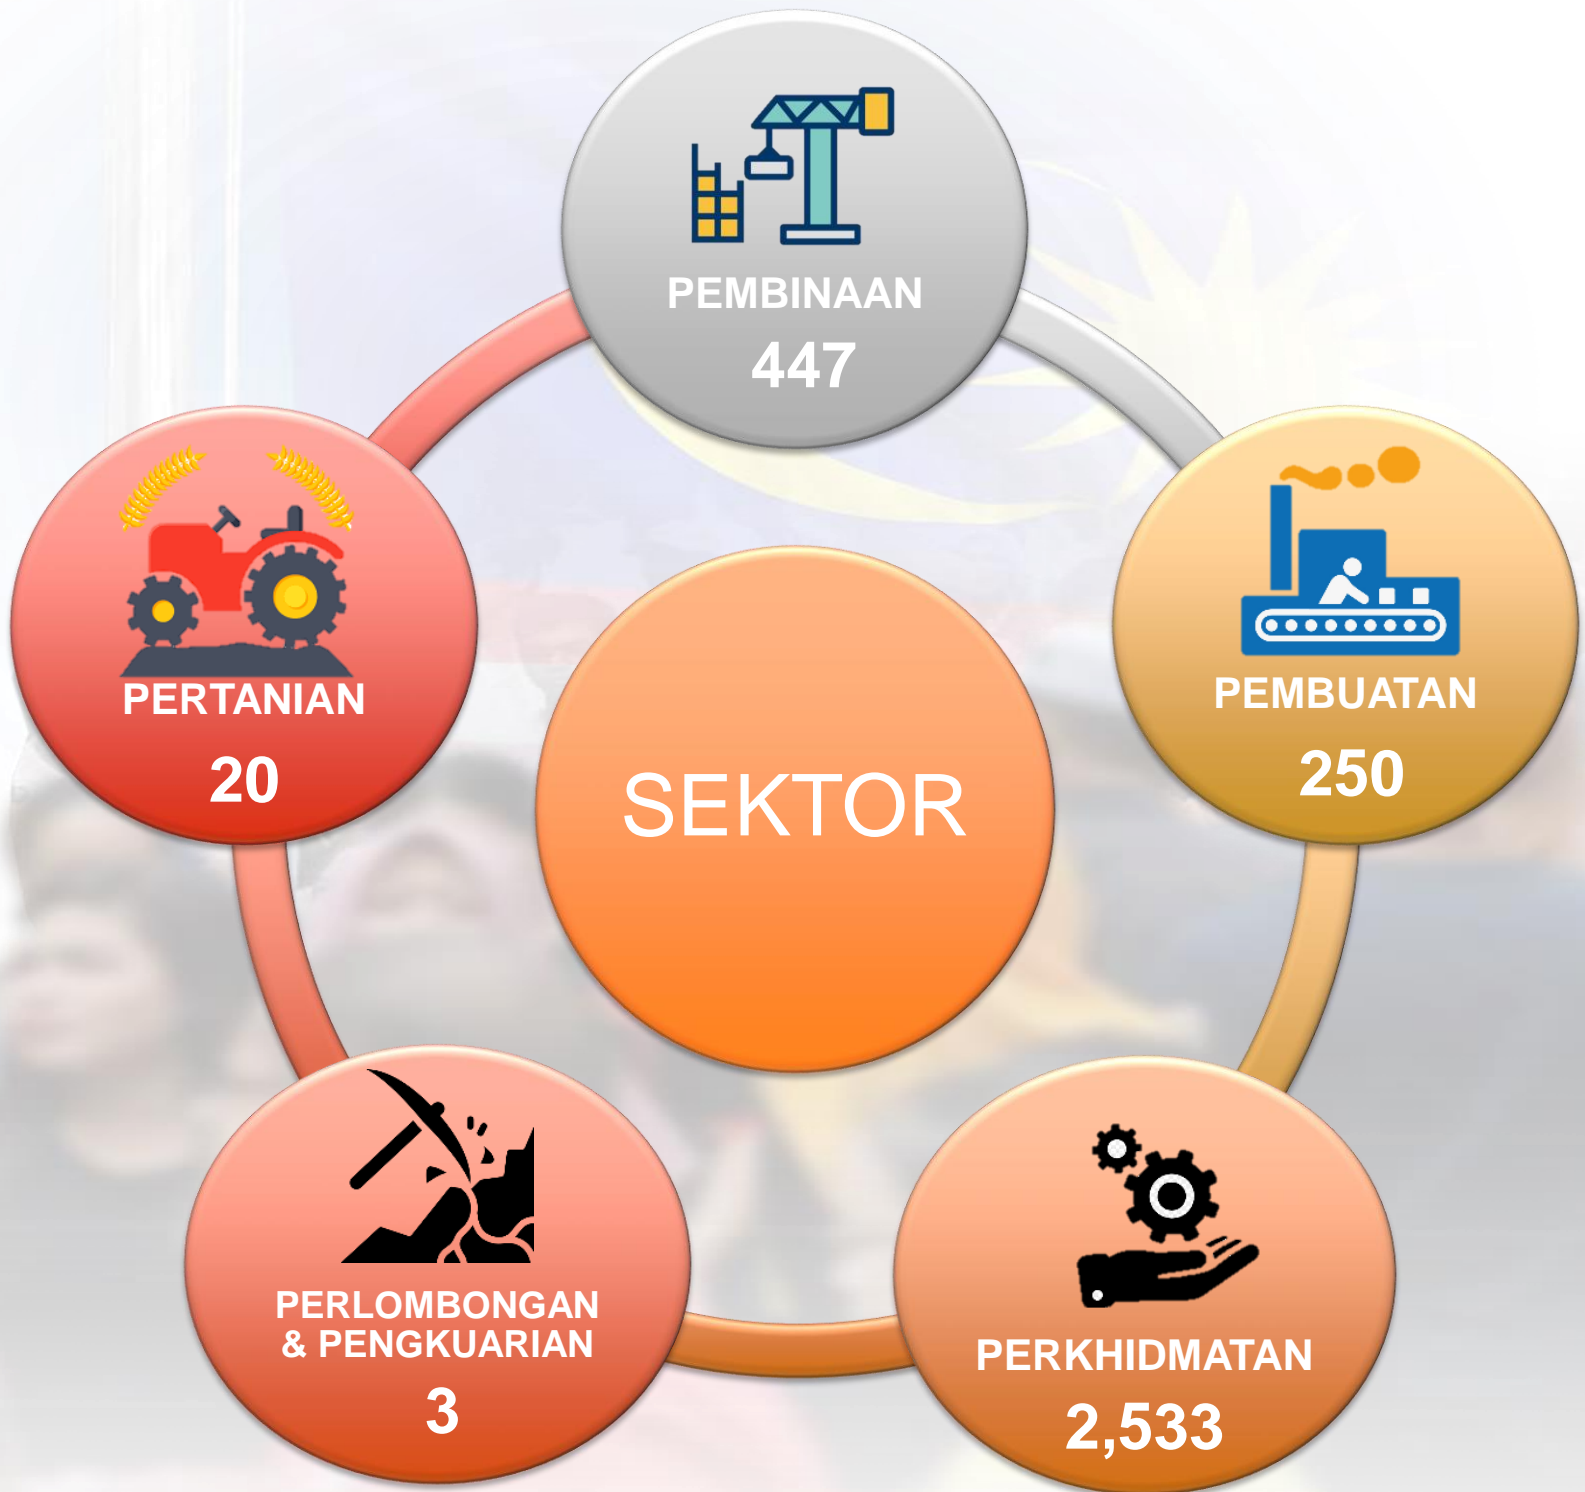 PEMBINAAN
447
PERTANIAN
20
PEMBUATAN
250
SEKTOR
PERLOMBONGAN
& PENGKUARIAN
3
PERKHIDMATAN
2,533